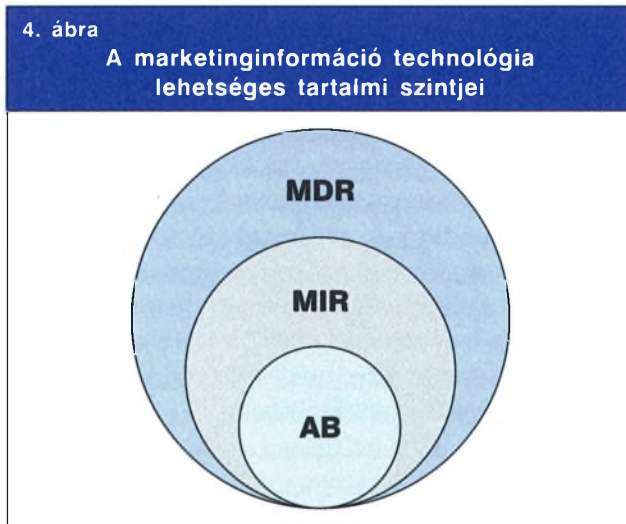 4. ábra
A marketinginformáció technológia
lehetséges tartalmi szintjei
MDR
MIR
AB